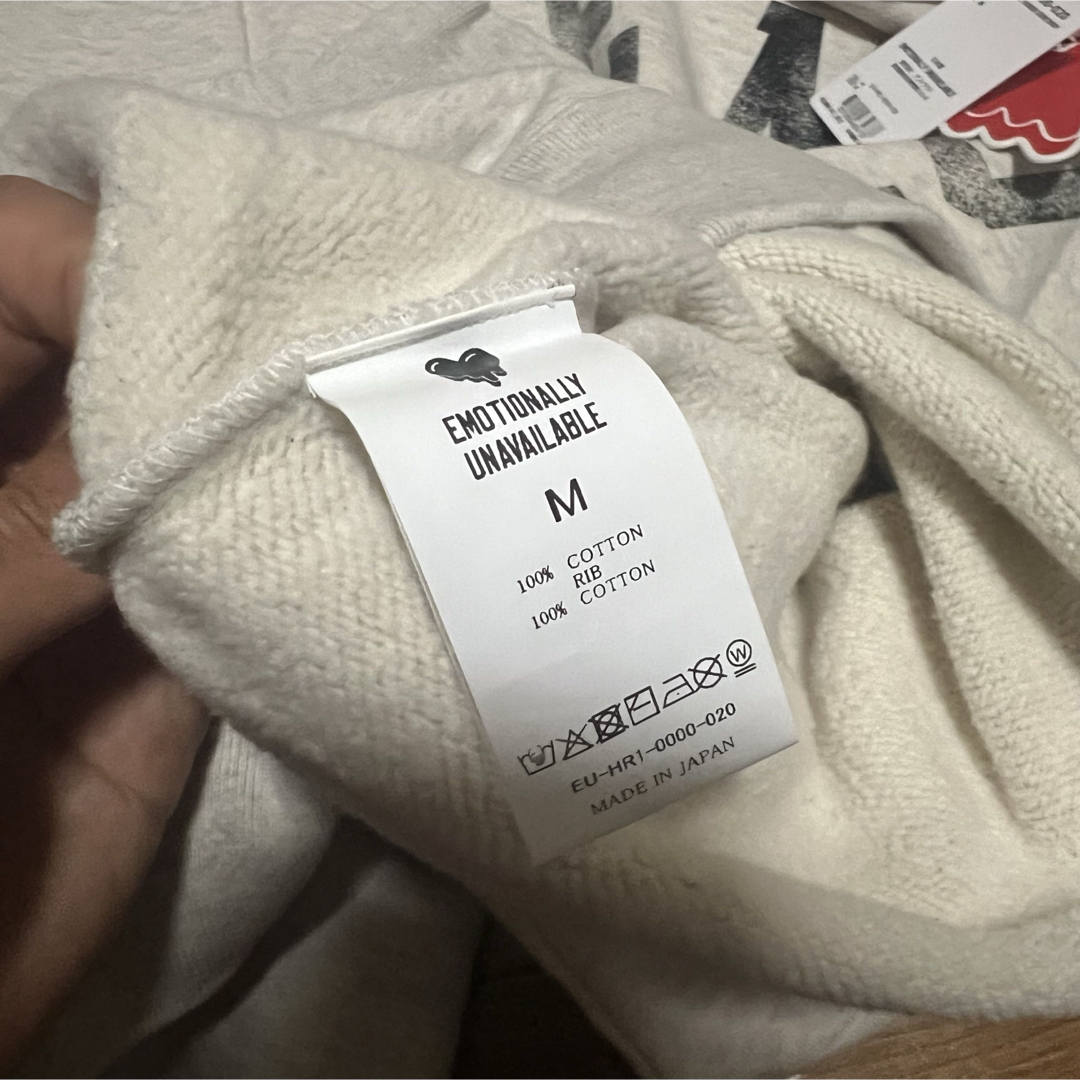 EMOTIONALLY
UNAVAILABLE
M
100% COTTON
RIB
100% COTTON
W
EU-HR1-0000-020
MADE IN JAPAN